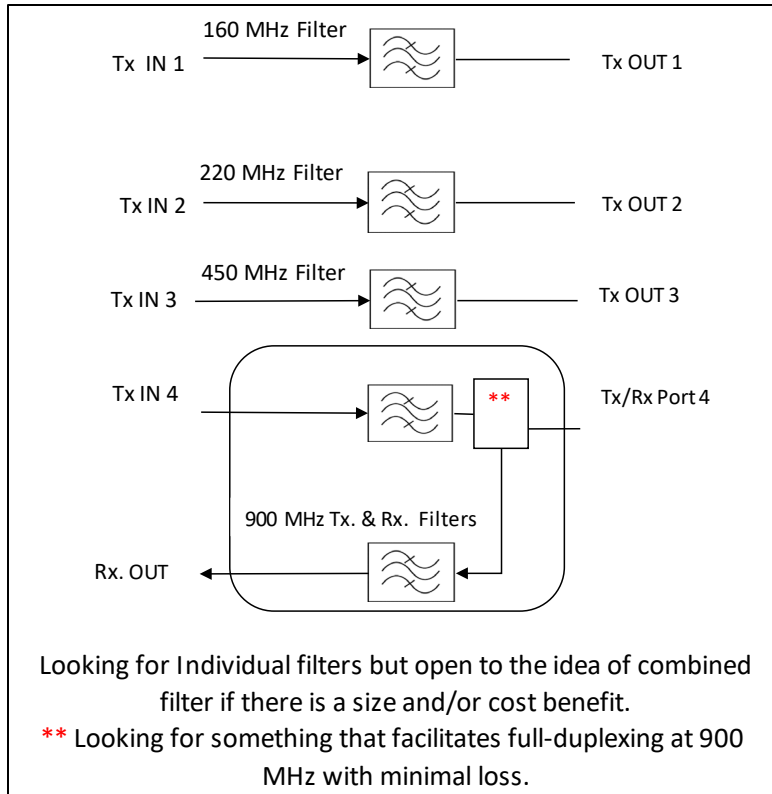 160 MHz Filter
Tx IN 1
Tx OUT 1
220 MHz Filter
Tx IN 2
Tx OUT 2
450 MHz Filter
Tx IN 3
Tx OUT 3
Tx IN 4
**
Tx/Rx Port 4
900 MHz Tx. & Rx. Filters
Rx. OUT
Looking for Individual filters but open to the idea of combined
filter if there is a size and/or cost benefit.
** Looking for something that facilitates full-duplexing at 900
MHz with minimal loss.